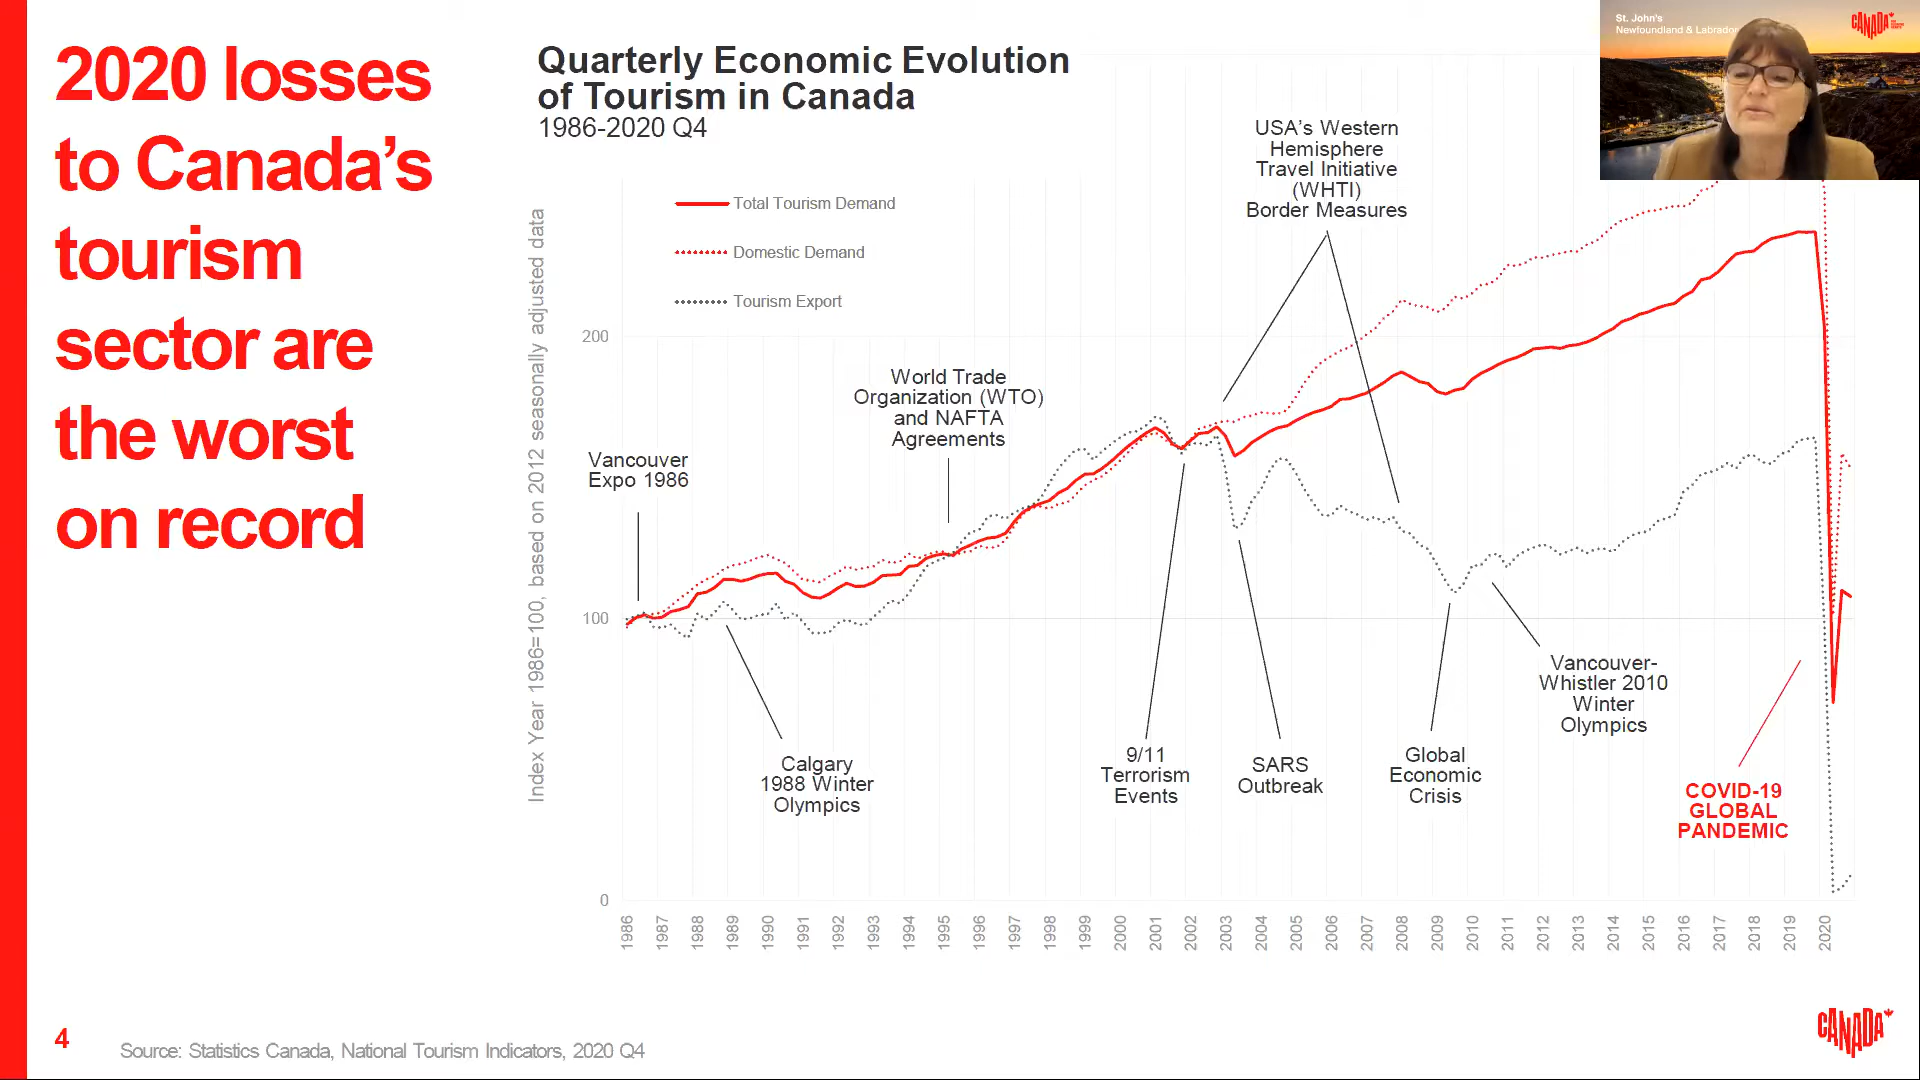 2020 losses
to Canada’s
tourism
sector are
the worst
on record
Quarterly Economic Evolution
of Tourism in Canada
1986-2020 Q4
Total Tourism Demand
Domestic Demand
Tourism Export
Index Year 1986=100, based on 2012 seasonally adjusted data
200
100
0
Vancouver
Expo 1986
Calgary
1988 Winter
Olympics
World Trade
Organization (WTO)
and NAFTA
Agreements
9/11
Terrorism
Events
USA’s Western
Hemisphere
Travel Initiative
(WHTI)
Border Measures
SARS
Outbreak
Global
Economic
Crisis
Vancouver-
Whistler 2010
Winter
Olympics
COVID-19
GLOBAL
PANDEMIC
1986
1987
1988
1989
1990
1991
1992
1993
1994
1995
1996
1997
1998
1999
2000
2001
2002
2003
2004
2005
2006
2007
2008
2009
2010
2011
2012
2013
2014
2015
2016
2017
2018
2019
2020
St. John's
Newfoundland & Labrador
CANADA
4
Source: Statistics Canada, National Tourism Indicators, 2020 Q4
CANADA